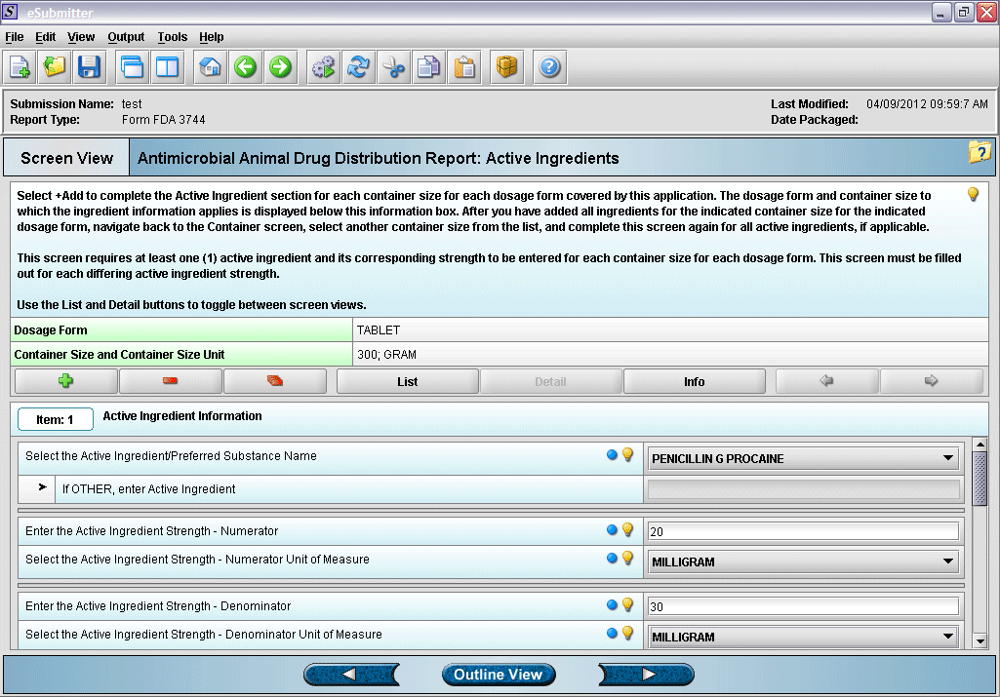 S eSubmitter
File Edit View Output Tools Help
Submission Name: test
Last Modified: 04/09/2012 09:59:7 AM
Report Type: Form FDA 3744
Date Packaged:
Screen View
Antimicrobial Animal Drug Distribution Report: Active Ingredients
Select +Add to complete the Active Ingredient section for each container size for each dosage form covered by this application. The dosage form and container size to
which the ingredient information applies is displayed below this information box. After you have added all ingredients for the indicated container size for the indicated
dosage form, navigate back to the Container screen, select another container size from the list, and complete this screen again for all active ingredients, if applicable.
This screen requires at least one (1) active ingredient and its corresponding strength to be entered for each container size for each dosage form. This screen must be filled
out for each differing active ingredient strength.
Use the List and Detail buttons to toggle between screen views.
Dosage Form TABLET
Container Size and Container Size Unit 300; GRAM
List Detail Info
Item: 1 Active Ingredient Information
Select the Active Ingredient/Preferred Substance Name PENICILLIN G PROCAINE
If OTHER, enter Active Ingredient
Enter the Active Ingredient Strength - Numerator 20
Select the Active Ingredient Strength - Numerator Unit of Measure MILLIGRAM
Enter the Active Ingredient Strength - Denominator 30
Select the Active Ingredient Strength - Denominator Unit of Measure MILLIGRAM
Outline View